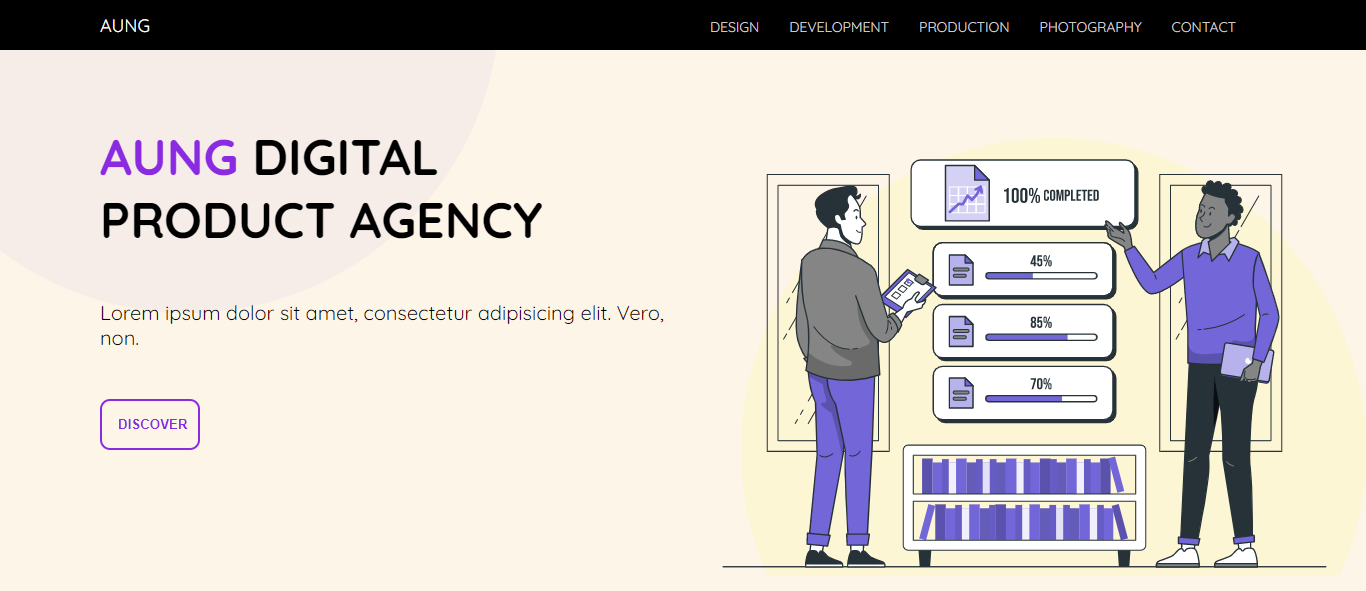 AUNG
DESIGN DEVELOPMENT PRODUCTION PHOTOGRAPHY CONTACT
AUNG DIGITAL
PRODUCT AGENCY
Lorem ipsum dolor sit amet, consectetur adipisicing elit. Vero,
non.
DISCOVER
100% COMPLETED
45%
85%
70%